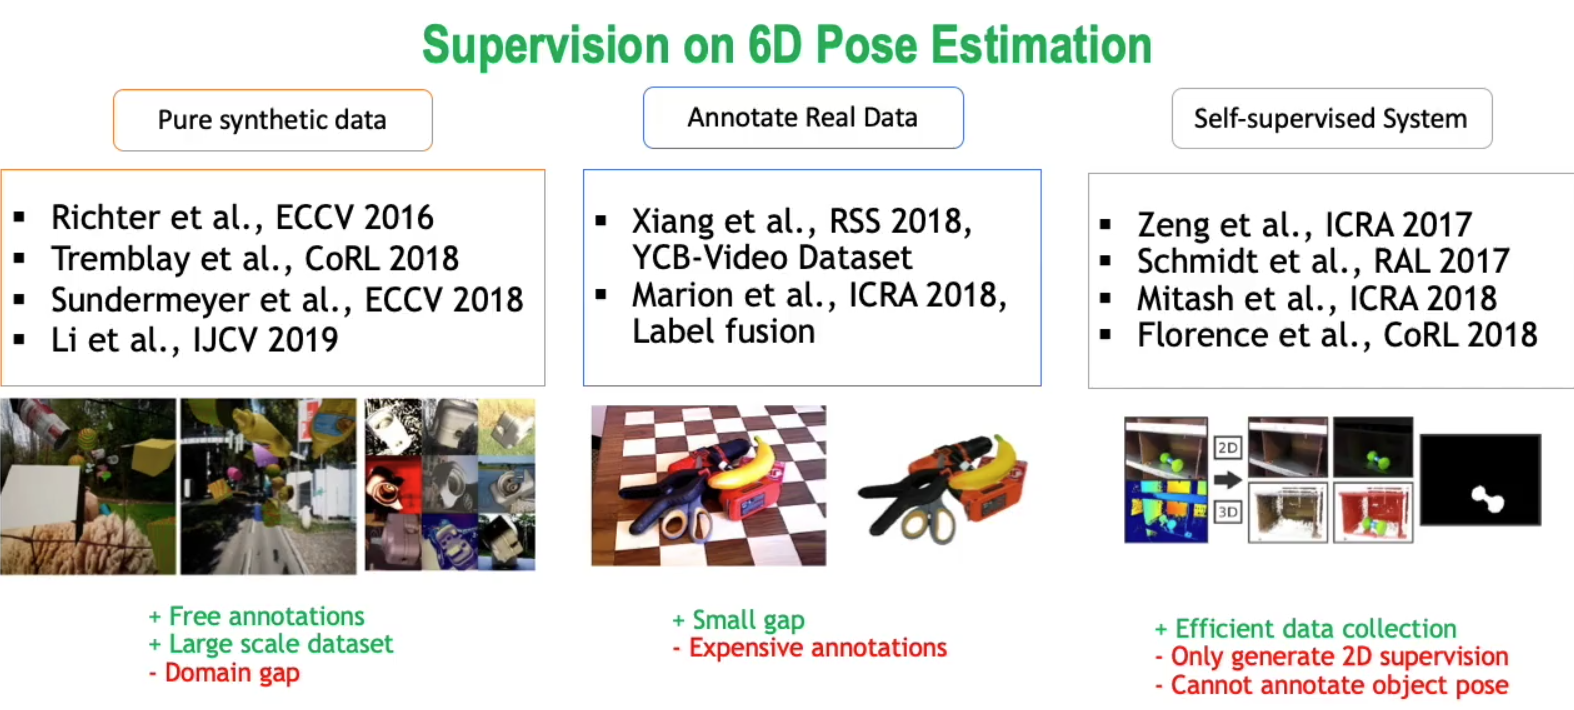 Supervision on 6D Pose Estimation
Pure synthetic data
▪ Richter et al., ECCV 2016
▪ Tremblay et al., CoRL 2018
▪ Sundermeyer et al., ECCV 2018
▪ Li et al., IJCV 2019
+ Free annotations
+ Large scale dataset
- Domain gap
Annotate Real Data
▪ Xiang et al., RSS 2018,
YCB-Video Dataset
▪ Marion et al., ICRA 2018,
Label fusion
+ Small gap
- Expensive annotations
Self-supervised System
▪ Zeng et al., ICRA 2017
▪ Schmidt et al., RAL 2017
▪ Mitash et al., ICRA 2018
▪ Florence et al., CoRL 2018
2D
3D
+ Efficient data collection
- Only generate 2D supervision
- Cannot annotate object pose